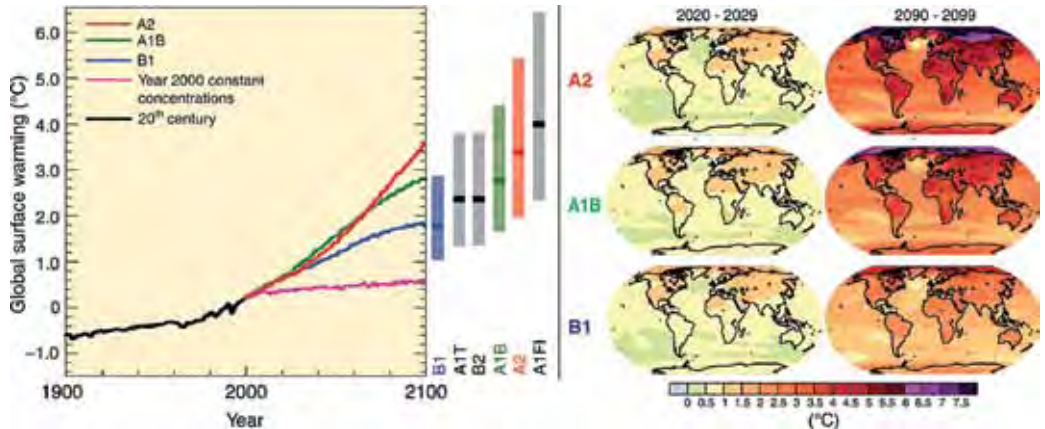 6.0
5.0
4.0
3.0
2.0
1.0
0
−1.0
Global surface warming (°C)
A2
A1B
B1
Year 2000 constant
concentrations
20th century
1900
2000
2100
Year
B1
A1T
B2
A1B
A2
A1FI
2020 - 2029
2090 - 2099
A2
A1B
B1
0 0.5 1 1.5 2 2.5 3 3.5 4 4.5 5 5.5 6 6.5 7 7.5
(°C)